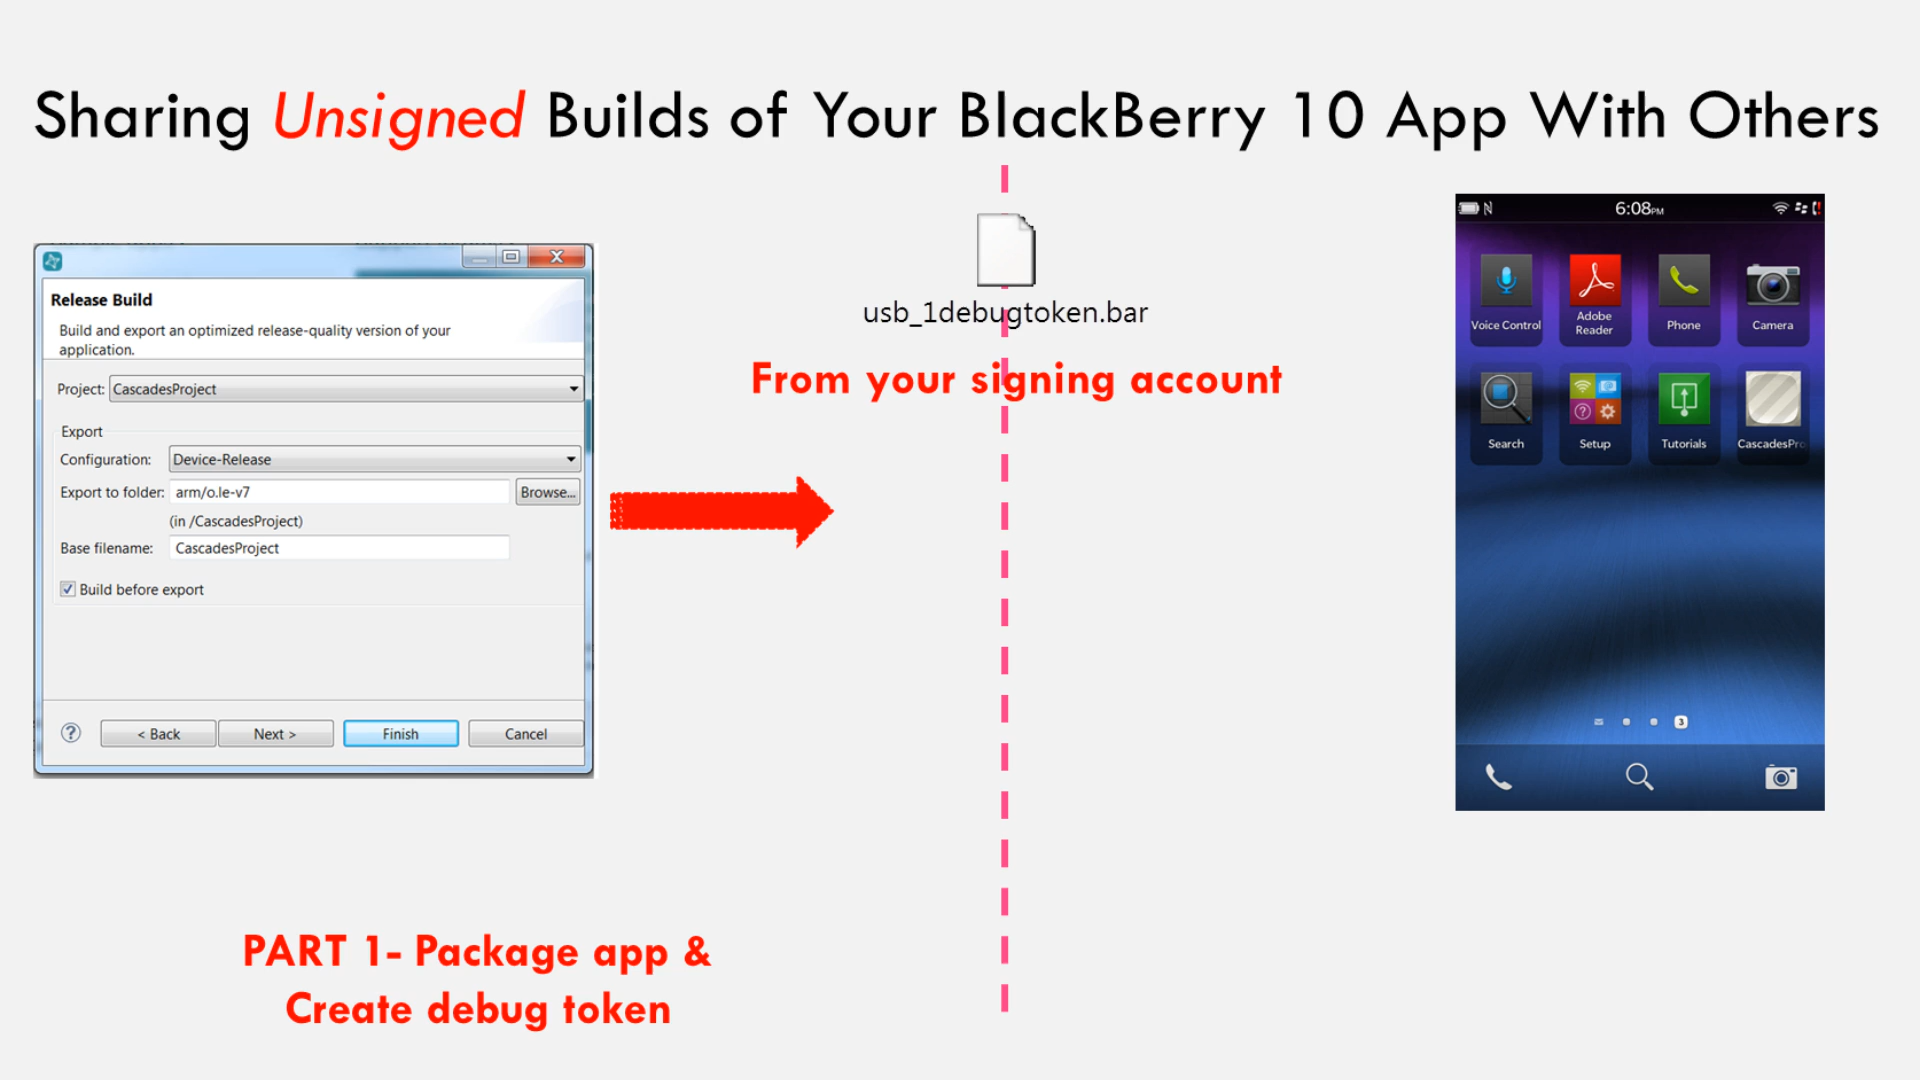 Sharing Unsigned Builds of Your BlackBerry 10 App With Others
Release Build
Build and export an optimized release-quality version of your
application.
Project: CascadesProject
Export
Configuration: Device-Release
Export to folder: arm/o.le-v7 Browse...
(in /CascadesProject)
Base filename: CascadesProject
Build before export
? < Back Next > Finish Cancel
usb_1debugtoken.bar
From your signing account
6:08PM
Voice Control
Adobe
Reader
Phone
Camera
Search
Setup
Tutorials
CascadesPro
3
PART 1- Package app &
Create debug token